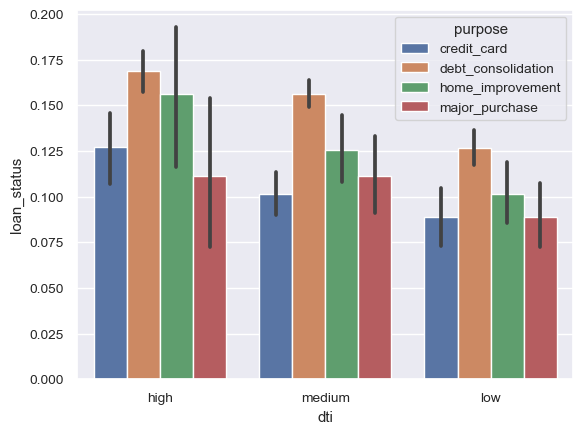 0.200
0.175
0.150
0.125
0.100
0.075
0.050
0.025
0.000
loan_status
high
medium
low
dti
purpose
credit_card
debt_consolidation
home_improvement
major_purchase